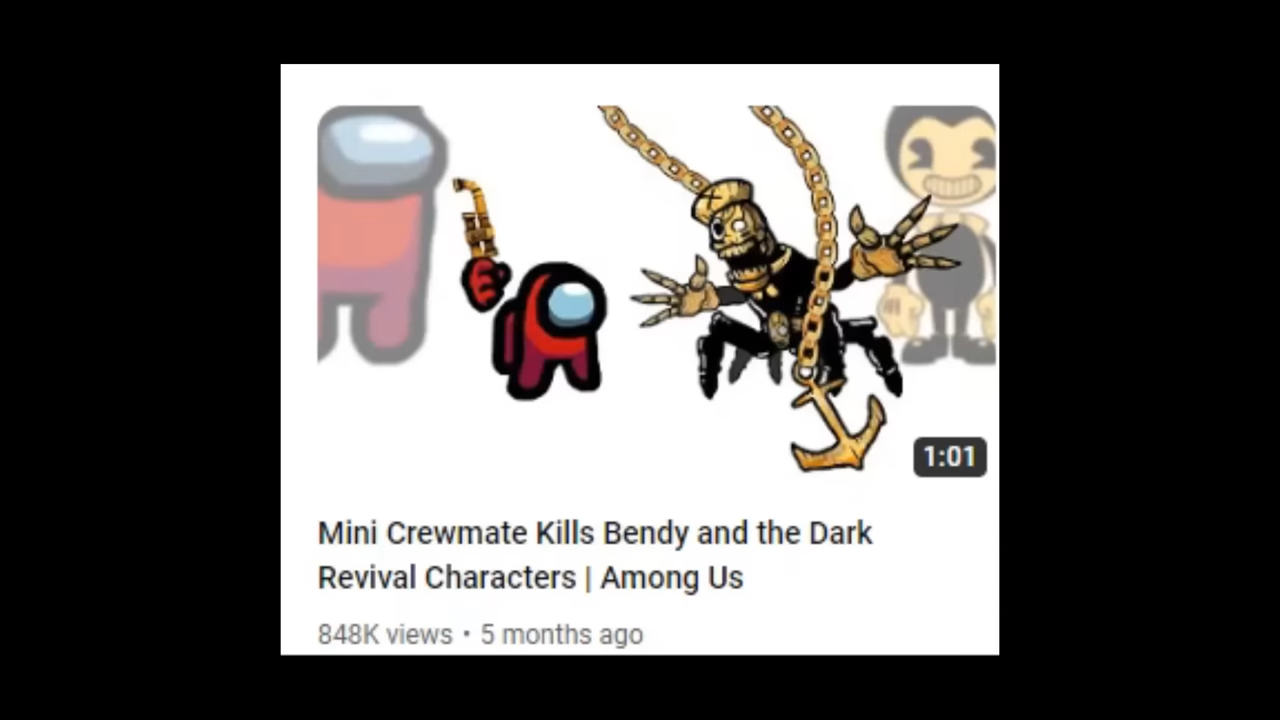 1:01
Mini Crewmate Kills Bendy and the Dark
Revival Characters | Among Us
848K views • 5 months ago